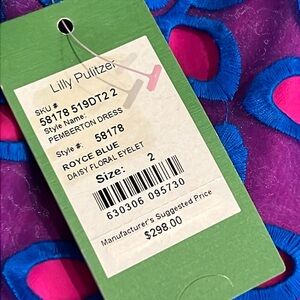 Lilly Pulitzer
SKU #
58178 519DT2 2
Style Name:
PEMBERTON DRESS
Style #: 58178
ROYCE BLUE
DAISY FLORAL EYELET
Size: 2
630306 095730
Manufacturer's Suggested Price
$298.00